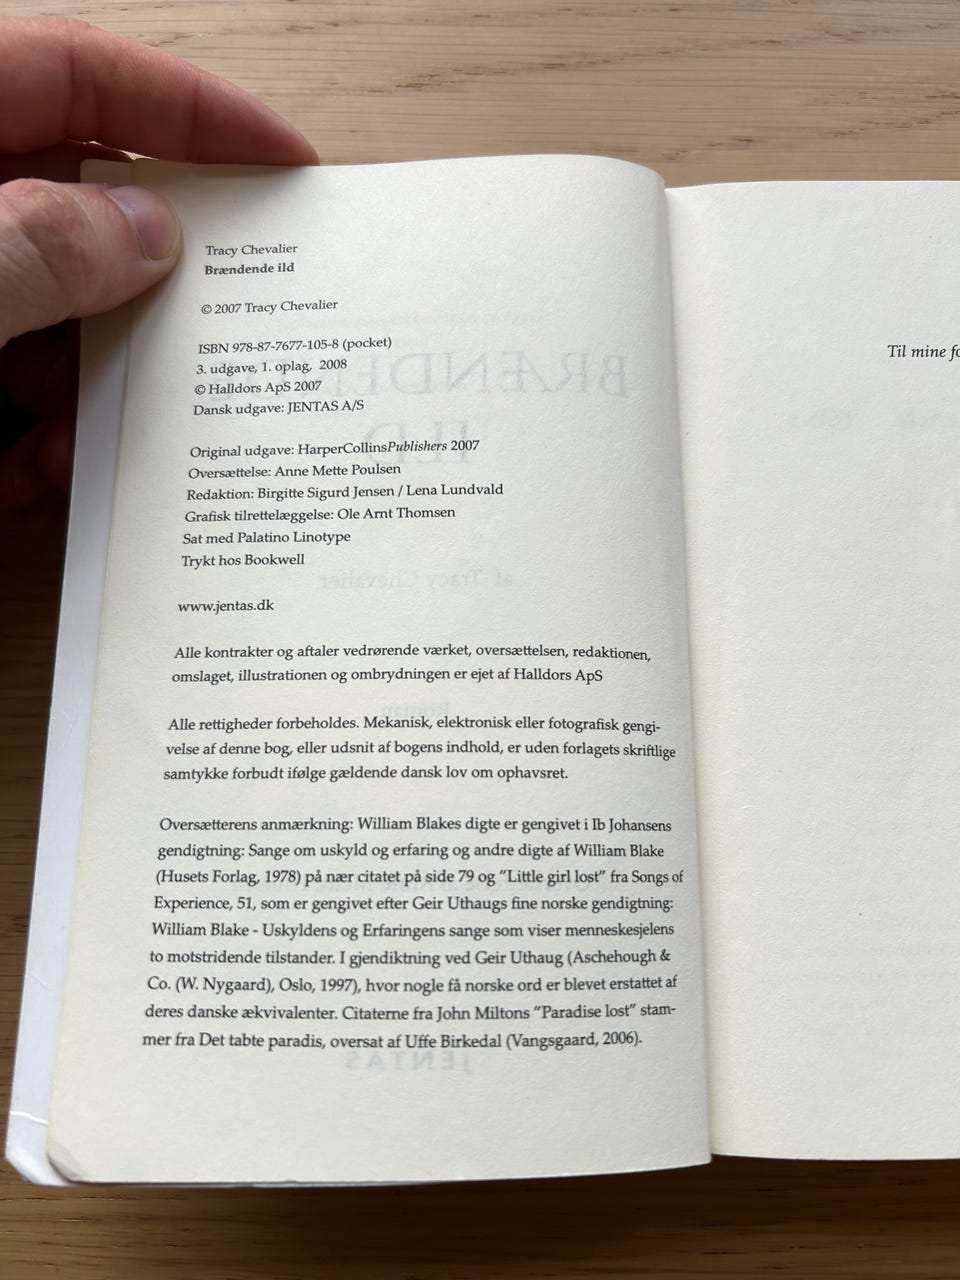 Tracy Chevalier
Brændende ild
© 2007 Tracy Chevalier
ISBN 978-87-7677-105-8 (pocket)
3. udgave, 1. oplag, 2008
© Halldors ApS 2007
Dansk udgave: JENTAS A/S
Original udgave: HarperCollinsPublishers 2007
Oversættelse: Anne Mette Poulsen
Redaktion: Birgitte Sigurd Jensen / Lena Lundvald
Grafisk tilrettelæggelse: Ole Arnt Thomsen
Sat med Palatino Linotype
Trykt hos Bookwell
www.jentas.dk
Alle kontrakter og aftaler vedrørende værket, oversættelsen, redaktionen,
omslaget, illustrationen og ombrydningen er ejet af Halldors ApS
Alle rettigheder forbeholdes. Mekanisk, elektronisk eller fotografisk gengi-
velse af denne bog, eller udsnit af bogens indhold, er uden forlagets skriftlige
samtykke forbudt ifølge gældende dansk lov om ophavsret.
Oversætterens anmærkning: William Blakes digte er gengivet i Ib Johansens
gendigtning: Sange om uskyld og erfaring og andre digte af William Blake
(Husets Forlag, 1978) på nær citatet på side 79 og "Little girl lost" fra Songs of
Experience, 51, som er gengivet efter Geir Uthaugs fine norske gendigtning:
William Blake - Uskyldens og Erfaringens sange som viser menneskesjelens
to motstridende tilstander. I gjendiktning ved Geir Uthaug (Aschehough &
Co. (W. Nygaard), Oslo, 1997), hvor nogle få norske ord er blevet erstattet af
deres danske ækvivalenter. Citaterne fra John Miltons "Paradise lost" stam-
mer fra Det tabte paradis, oversat af Uffe Birkedal (Vangsgaard, 2006).
Til mine